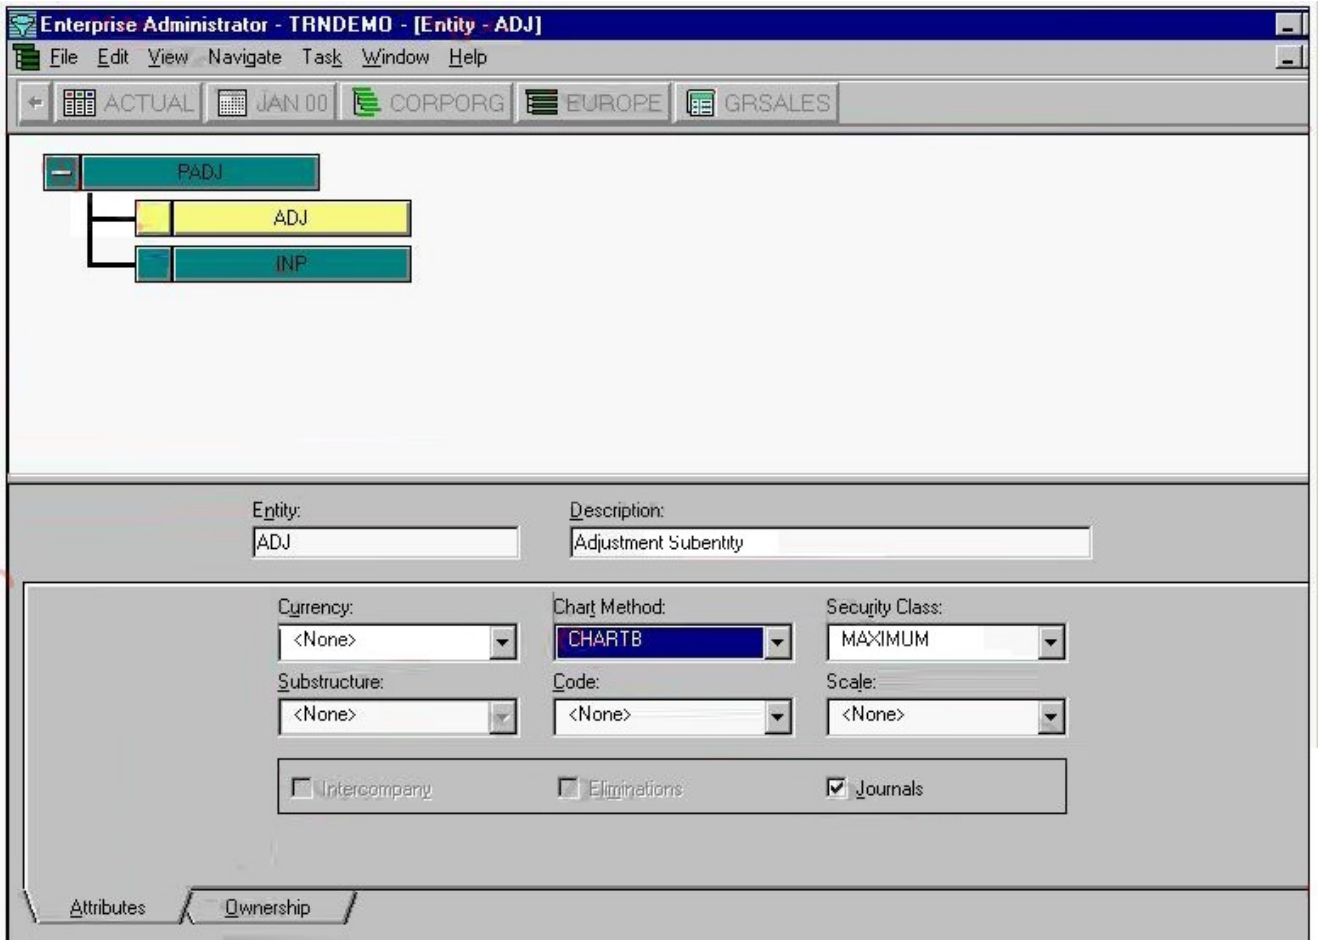 Enterprise Administrator - TRNDEMO - [Entity - ADJ]
File Edit View Navigate Task Window Help
ACTUAL JAN 00 CORPORG EUROPE GRSALES
PADJ
ADJ
INP
Entity: Description:
ADJ Adjustment Subentity
Currency: Chart Method: Security Class:
<None> CHARTB MAXIMUM
Substructure: Code: Scale:
<None> <None> <None>
Intercompany Eliminations Journals
Attributes Ownership